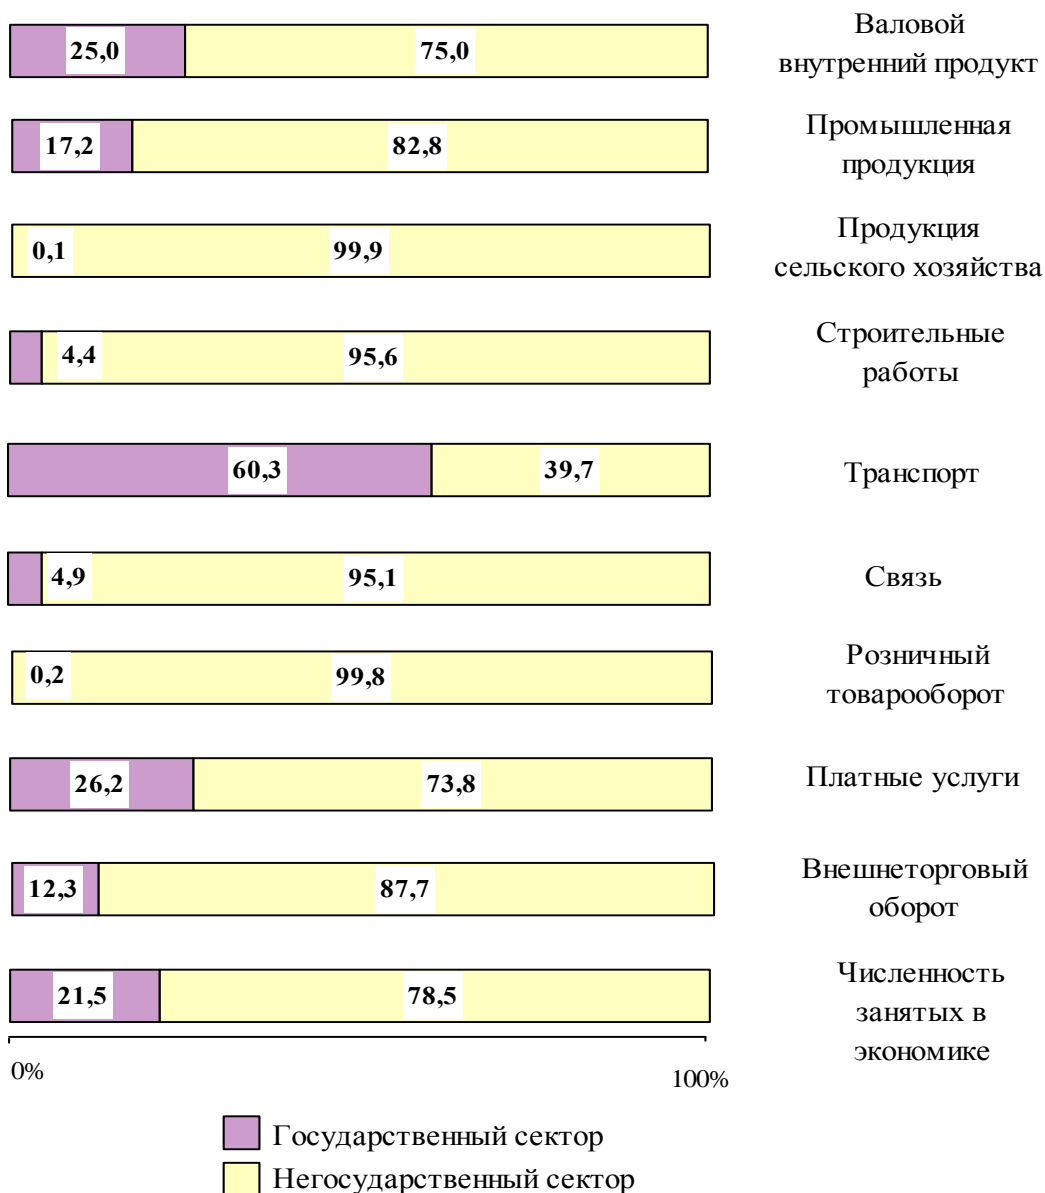 25,0 75,0
Валовой
внутренний продукт
17,2 82,8
Промышленная
продукция
0,1 99,9
Продукция
сельского хозяйства
4,4 95,6
Строительные
работы
60,3 39,7
Транспорт
4,9 95,1
Связь
0,2 99,8
Розничный
товарооборот
26,2 73,8
Платные услуги
12,3 87,7
Внешнеторговый
оборот
21,5 78,5
Численность
занятых в
экономике
0% 100%
Государственный сектор
Негосударственный сектор